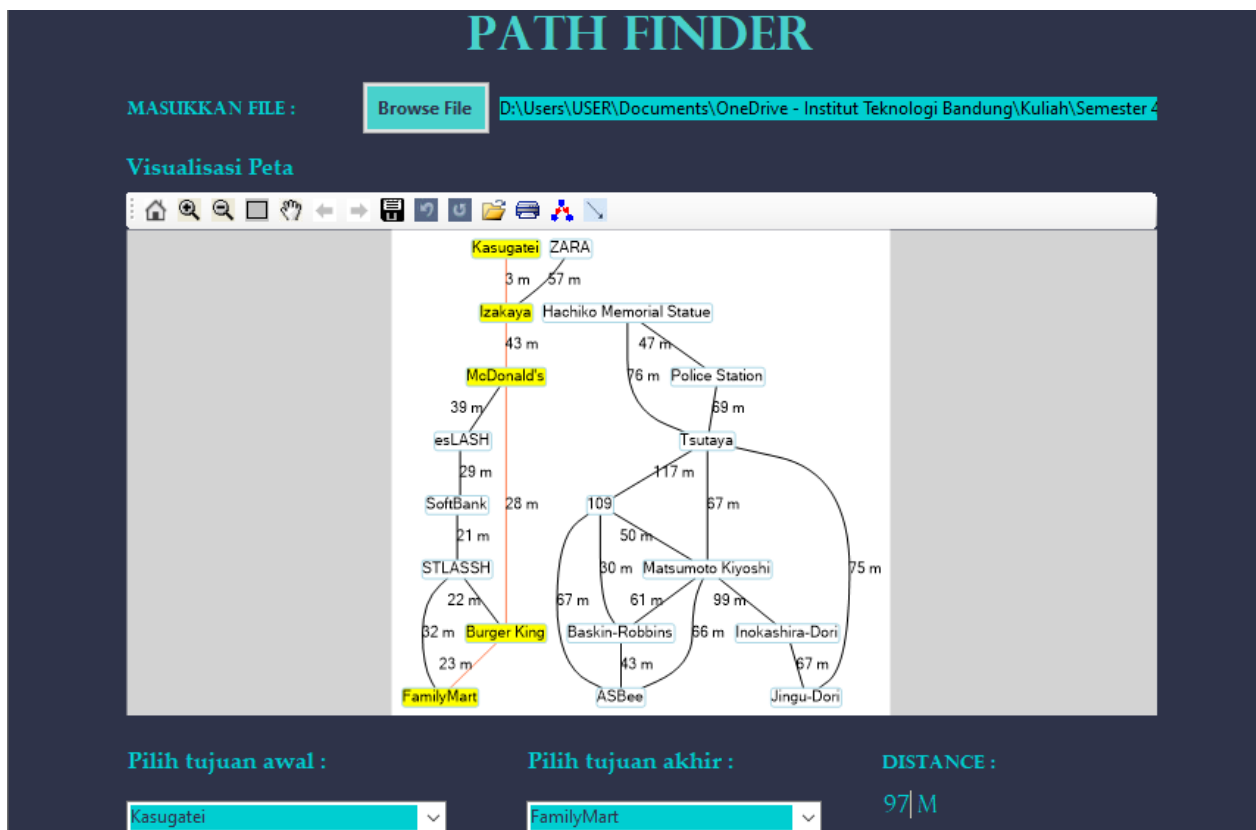 PATH FINDER
MASUKKAN FILE :
Browse File
D:\Users\USER\Documents\OneDrive - Institut Teknologi Bandung\Kuliah\Semester 4
Visualisasi Peta
Kasugatei ZARA
3 m 57 m
Izakaya Hachiko Memorial Statue
43 m 47 m
McDonald's 76 m Police Station
39 m 69 m
esLASH Tsutaya
29 m 117 m
SoftBank 28 m 109 67 m
21 m 50 m
STLASSH 30 m Matsumoto Kiyoshi 75 m
22 m 67 m 61 m 99 m
32 m Burger King Baskin-Robbins 66 m Inokashira-Dori
23 m 43 m 67 m
FamilyMart ASBee Jingu-Dori
Pilih tujuan awal :
Pilih tujuan akhir :
DISTANCE :
Kasugatei
FamilyMart
97 M